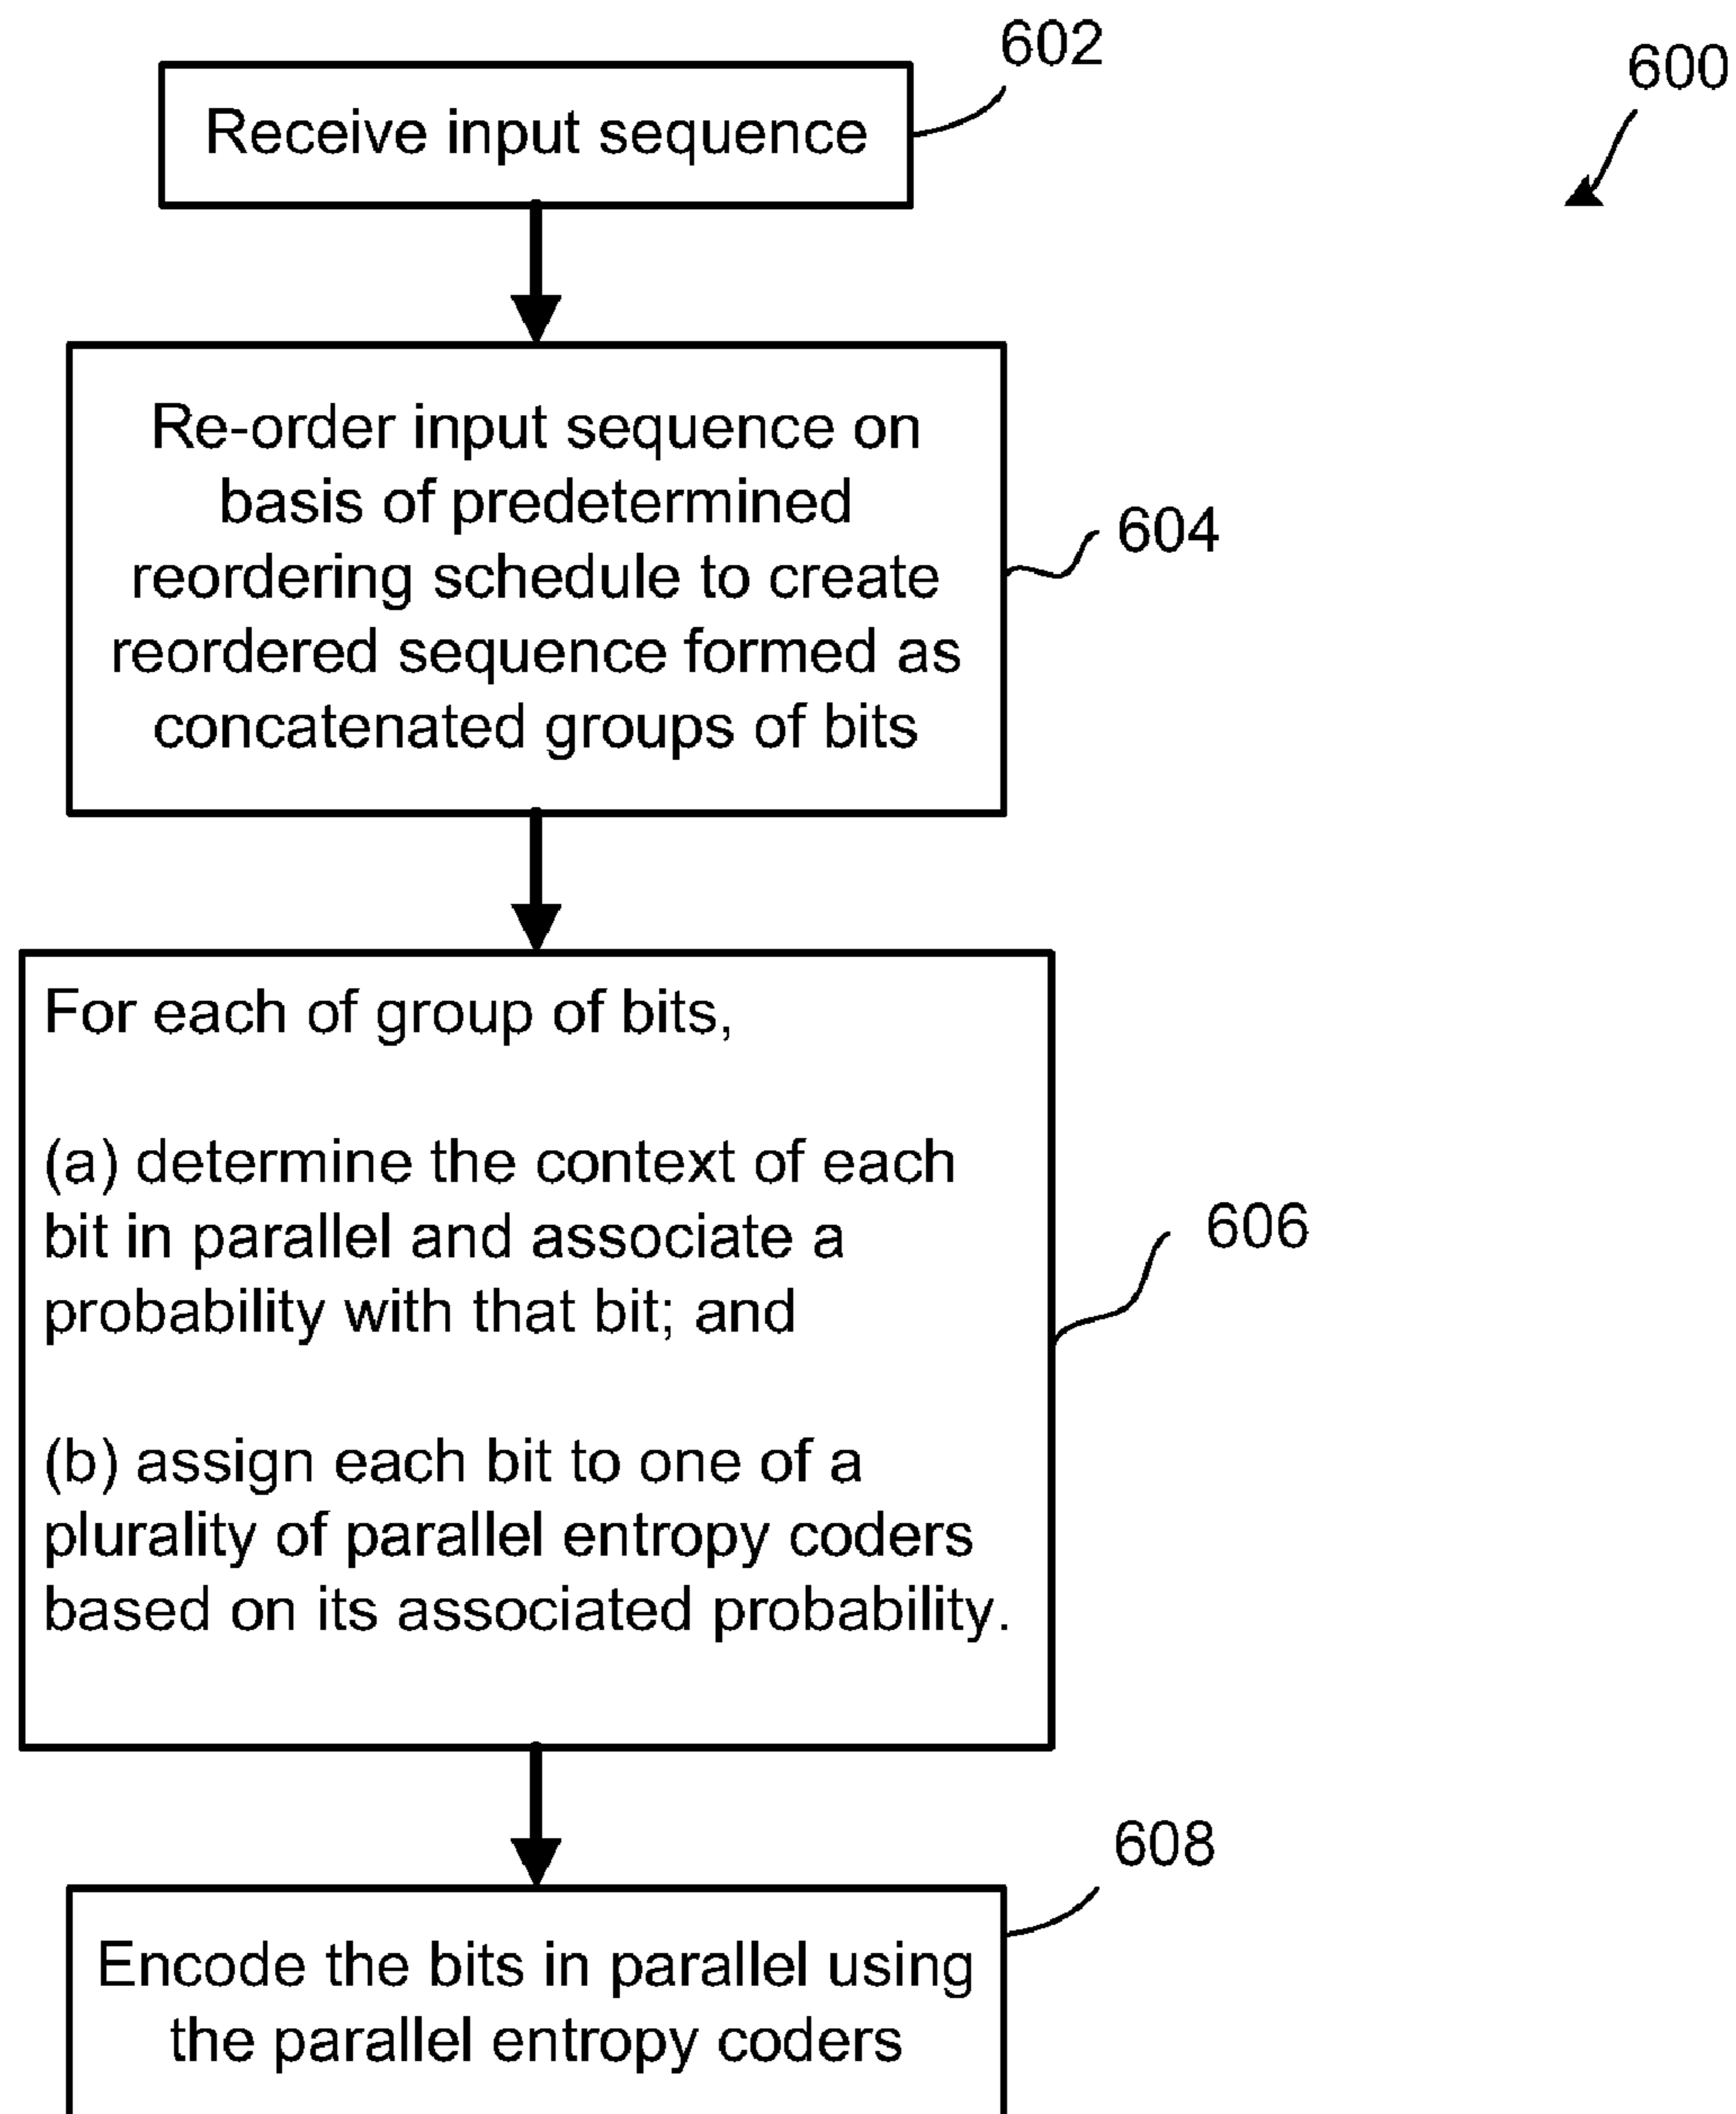 602
600
Receive input sequence
Re-order input sequence on
basis of predetermined
reordering schedule to create
reordered sequence formed as
concatenated groups of bits
604
For each of group of bits,
(a) determine the context of each
bit in parallel and associate a
probability with that bit; and
606
(b) assign each bit to one of a
plurality of parallel entropy coders
based on its associated probability.
608
Encode the bits in parallel using
the parallel entropy coders